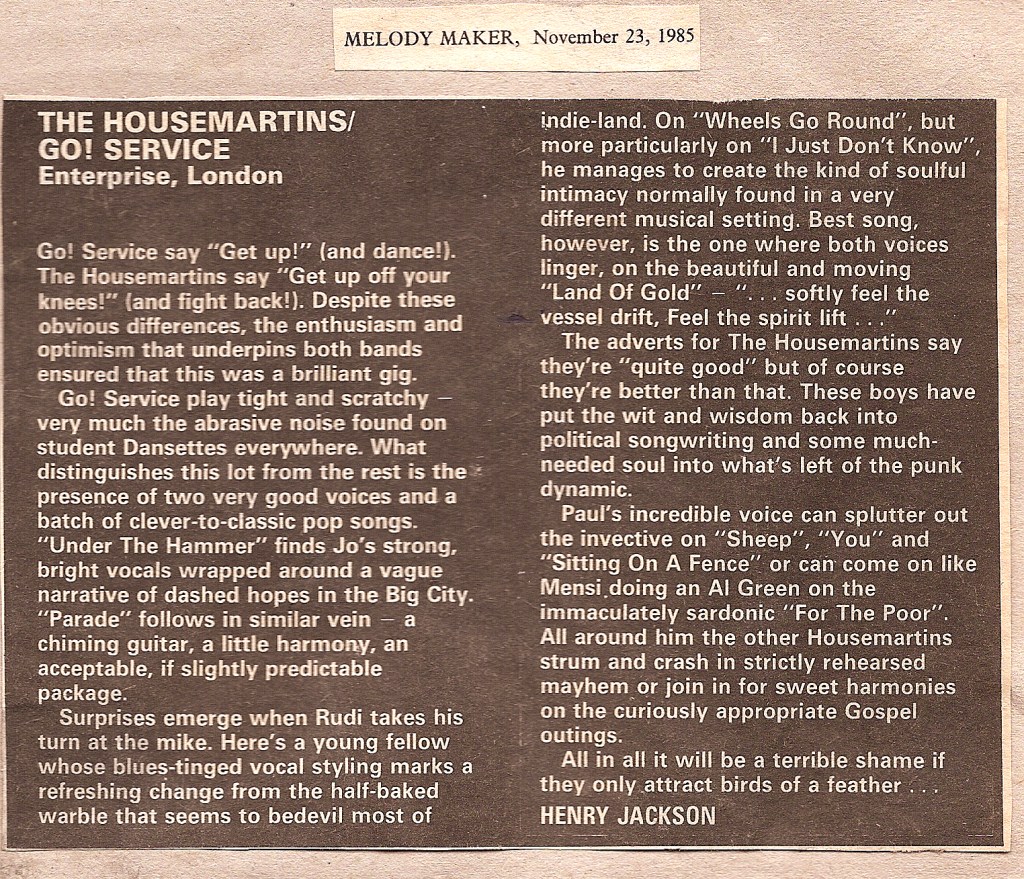 MELODY MAKER, November 23, 1985
THE HOUSEMARTINS/
GO! SERVICE
Enterprise, London
Go! Service say "Get up!" (and dance!).
The Housemartins say "Get up off your
knees!" (and fight back!). Despite these
obvious differences, the enthusiasm and
optimism that underpins both bands
ensured that this was a brilliant gig.
Go! Service play tight and scratchy –
very much the abrasive noise found on
student Dansettes everywhere. What
distinguishes this lot from the rest is the
presence of two very good voices and a
batch of clever-to-classic pop songs.
"Under The Hammer" finds Jo's strong,
bright vocals wrapped around a vague
narrative of dashed hopes in the Big City.
"Parade" follows in similar vein – a
chiming guitar, a little harmony, an
acceptable, if slightly predictable
package.
Surprises emerge when Rudi takes his
turn at the mike. Here's a young fellow
whose blues-tinged vocal styling marks a
refreshing change from the half-baked
warble that seems to bedevil most of
indie-land. On "Wheels Go Round", but
more particularly on "I Just Don't Know",
he manages to create the kind of soulful
intimacy normally found in a very
different musical setting. Best song,
however, is the one where both voices
linger, on the beautiful and moving
"Land Of Gold" – ". . . softly feel the
vessel drift, Feel the spirit lift . . ."
The adverts for The Housemartins say
they're "quite good" but of course
they're better than that. These boys have
put the wit and wisdom back into
political songwriting and some much-
needed soul into what's left of the punk
dynamic.
Paul's incredible voice can splutter out
the invective on "Sheep", "You" and
"Sitting On A Fence" or can come on like
Mensi doing an Al Green on the
immaculately sardonic "For The Poor".
All around him the other Housemartins
strum and crash in strictly rehearsed
mayhem or join in for sweet harmonies
on the curiously appropriate Gospel
outings.
All in all it will be a terrible shame if
they only attract birds of a feather . . .
HENRY JACKSON